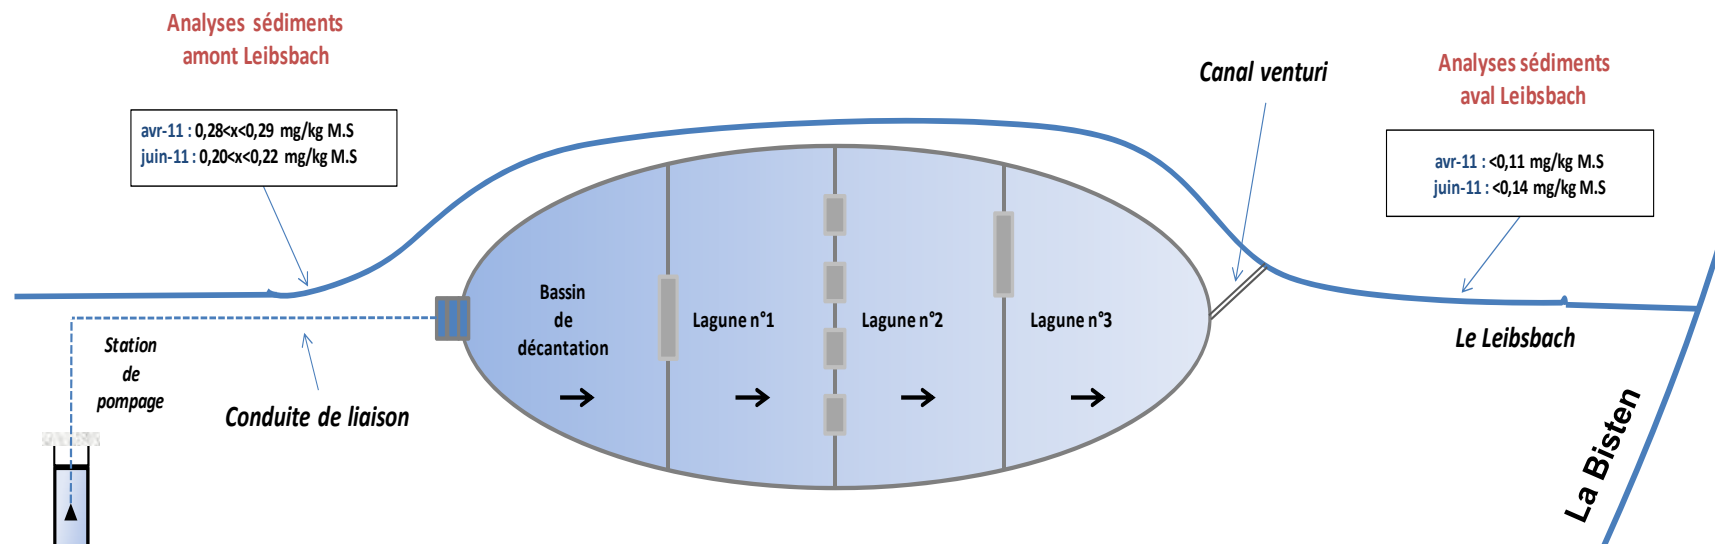 Analyses sédiments
amont Leibsbach
avr-11 : 0,28<x<0,29 mg/kg M.S
juin-11 : 0,20<x<0,22 mg/kg M.S
Canal venturi
Analyses sédiments
aval Leibsbach
avr-11 : <0,11 mg/kg M.S
juin-11 : <0,14 mg/kg M.S
Bassin
de
décantation
Lagune n°1
Lagune n°2
Lagune n°3
Station
de
pompage
Conduite de liaison
Le Leibsbach
La Bisten